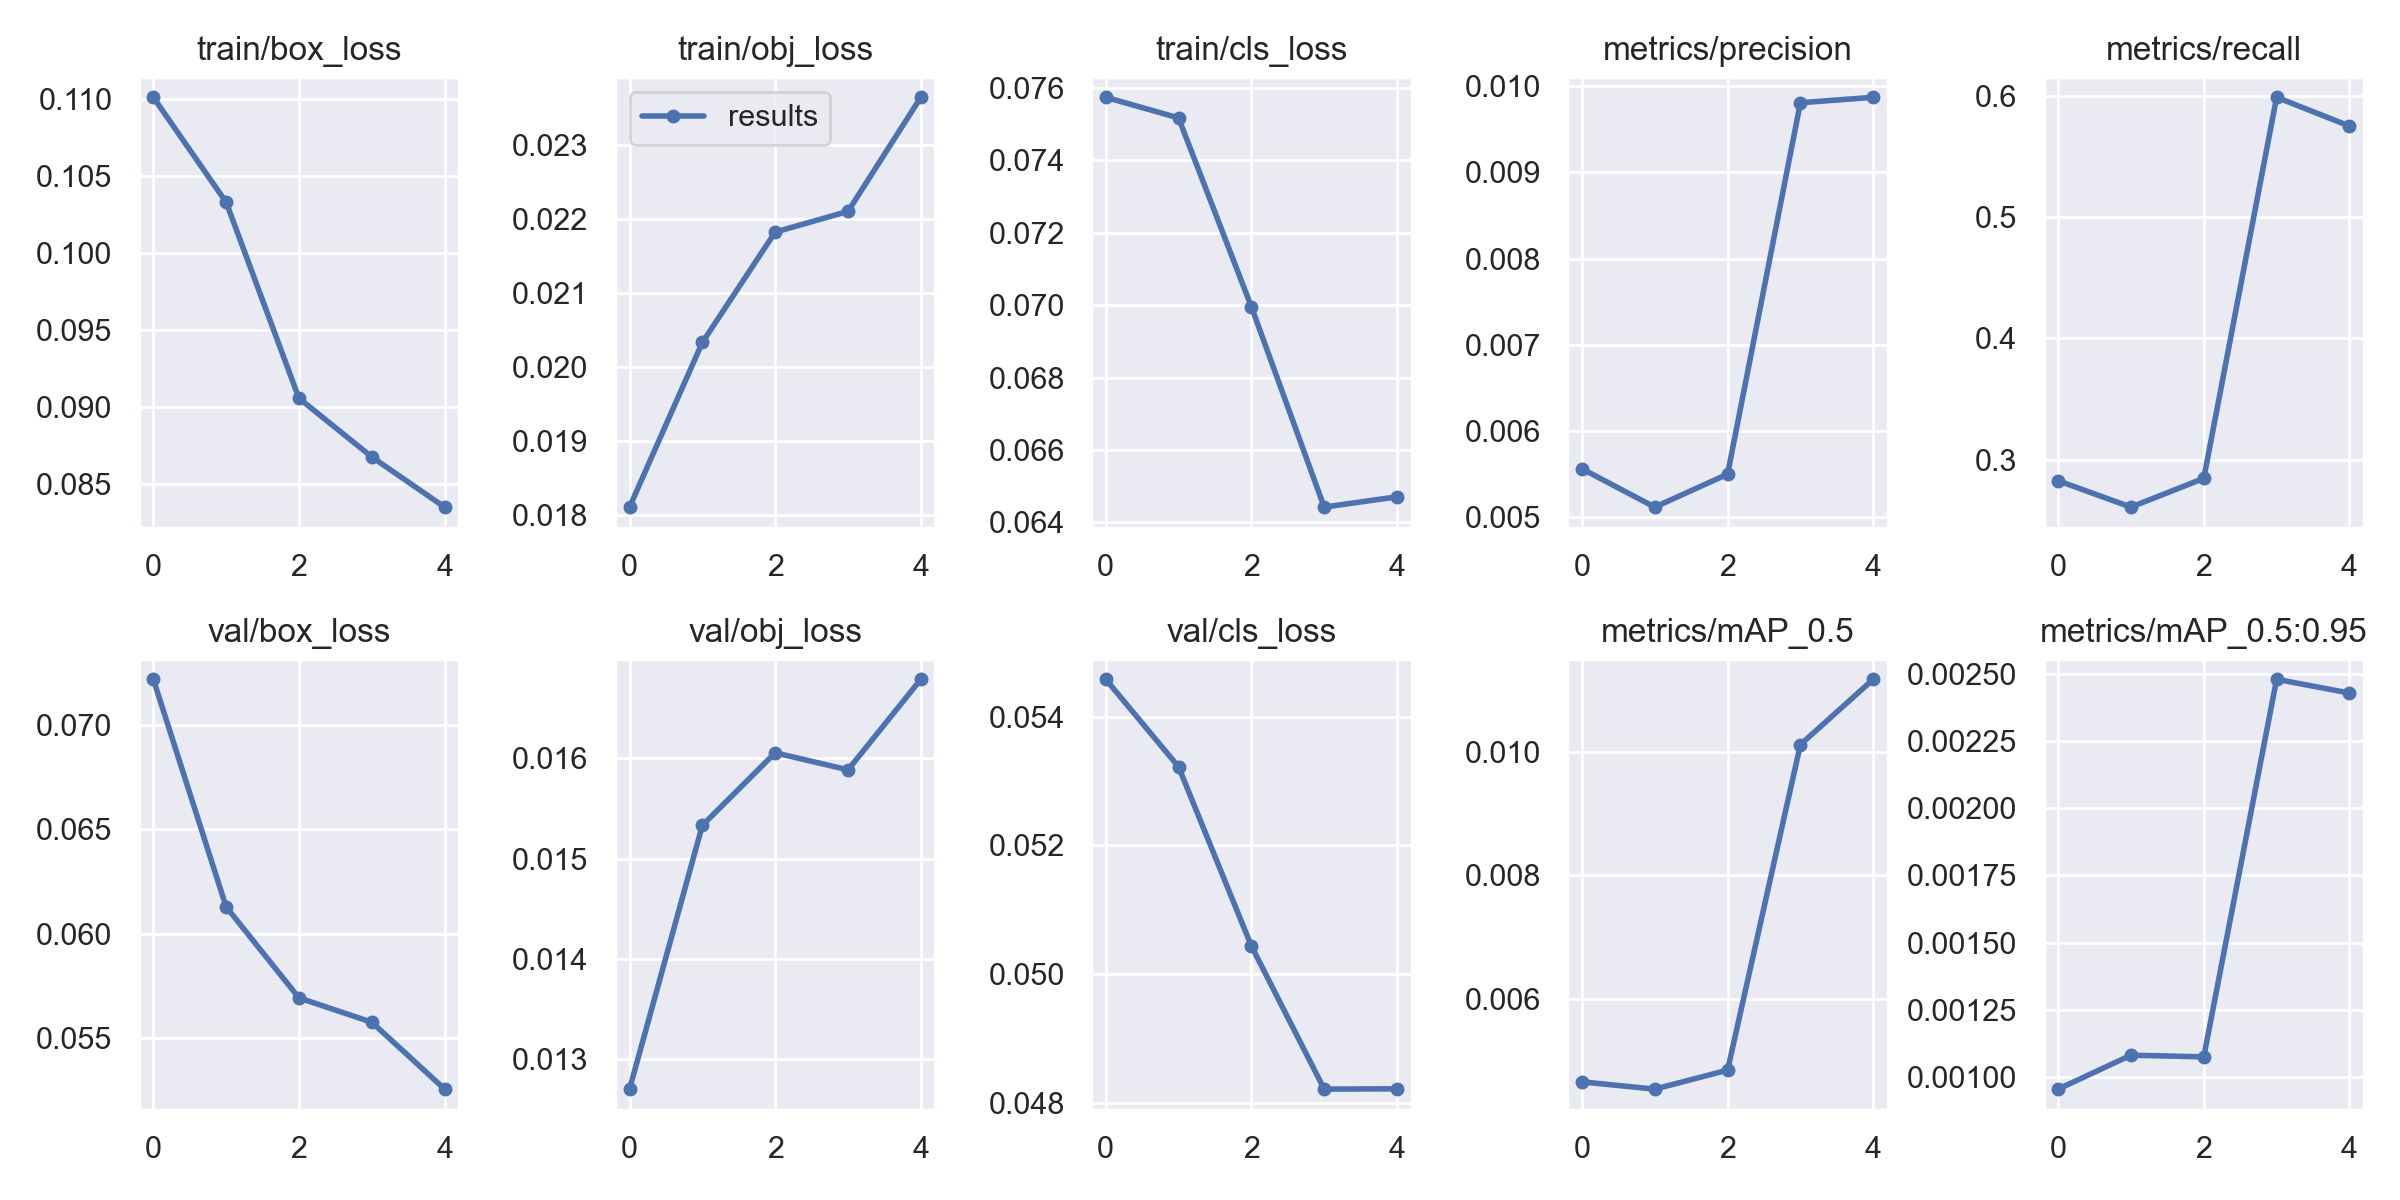 train/box_loss
0.110
0.105
0.100
0.095
0.090
0.085
0 2 4
train/obj_loss
results
0.023
0.022
0.021
0.020
0.019
0.018
0 2 4
train/cls_loss
0.076
0.074
0.072
0.070
0.068
0.066
0.064
0 2 4
metrics/precision
0.010
0.009
0.008
0.007
0.006
0.005
0 2 4
metrics/recall
0.6
0.5
0.4
0.3
0 2 4
val/box_loss
0.070
0.065
0.060
0.055
0 2 4
val/obj_loss
0.016
0.015
0.014
0.013
0 2 4
val/cls_loss
0.054
0.052
0.050
0.048
0 2 4
metrics/mAP_0.5
0.010
0.008
0.006
0 2 4
metrics/mAP_0.5:0.95
0.00250
0.00225
0.00200
0.00175
0.00150
0.00125
0.00100
0 2 4